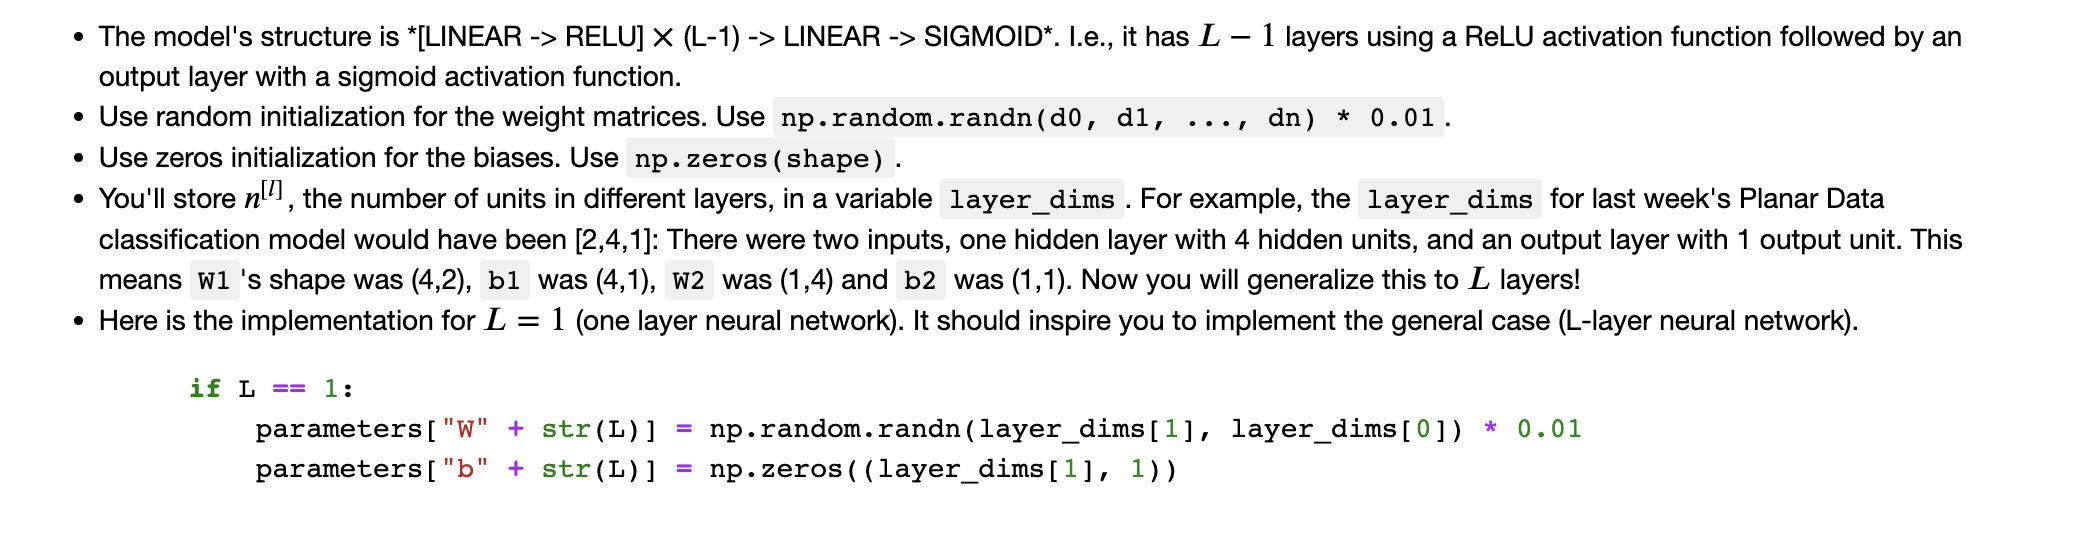 • The model's structure is *[LINEAR -> RELU] × (L-1) -> LINEAR -> SIGMOID*. I.e., it has L − 1 layers using a ReLU activation function followed by an
output layer with a sigmoid activation function.
• Use random initialization for the weight matrices. Use np.random.randn(d0, d1, ..., dn) * 0.01.
• Use zeros initialization for the biases. Use np.zeros(shape).
• You'll store n^[l], the number of units in different layers, in a variable layer_dims. For example, the layer_dims for last week's Planar Data
classification model would have been [2,4,1]: There were two inputs, one hidden layer with 4 hidden units, and an output layer with 1 output unit. This
means W1's shape was (4,2), b1 was (4,1), W2 was (1,4) and b2 was (1,1). Now you will generalize this to L layers!
• Here is the implementation for L = 1 (one layer neural network). It should inspire you to implement the general case (L-layer neural network).
if L == 1:
    parameters["W" + str(L)] = np.random.randn(layer_dims[1], layer_dims[0]) * 0.01
    parameters["b" + str(L)] = np.zeros((layer_dims[1], 1))